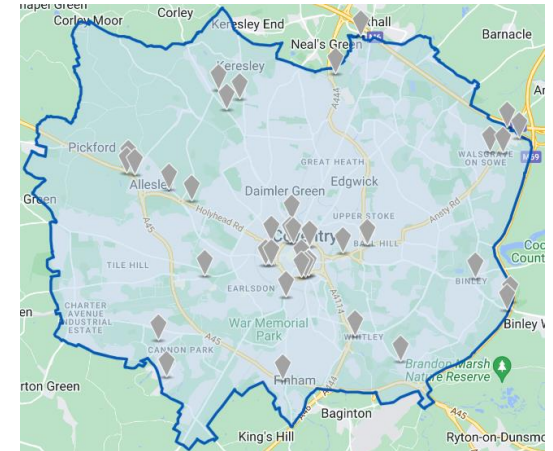 Corley
Corley Moor
Keresley End
Neal's Green
M6
Barnacle
Keresley
A444
Pickford
Allesley
GREAT HEATH
WALSGRAVE
ON SOWE
M69
Edgwick
Daimler Green
Green
Holyhead Rd
UPPER STOKE
Ansty Rd
A45
Coventry
BALL HILL
TILE HILL
EARLSDON
BINLEY
A4114
CHARTER
AVENUE
INDUSTRIAL
ESTATE
War Memorial
Park
WHITLEY
Binley W
A45
CANNON PARK
Brandon Marsh
Nature Reserve
Finham
A444
A46
Baginton
A45
King's Hill
Ryton-on-Dunsmo